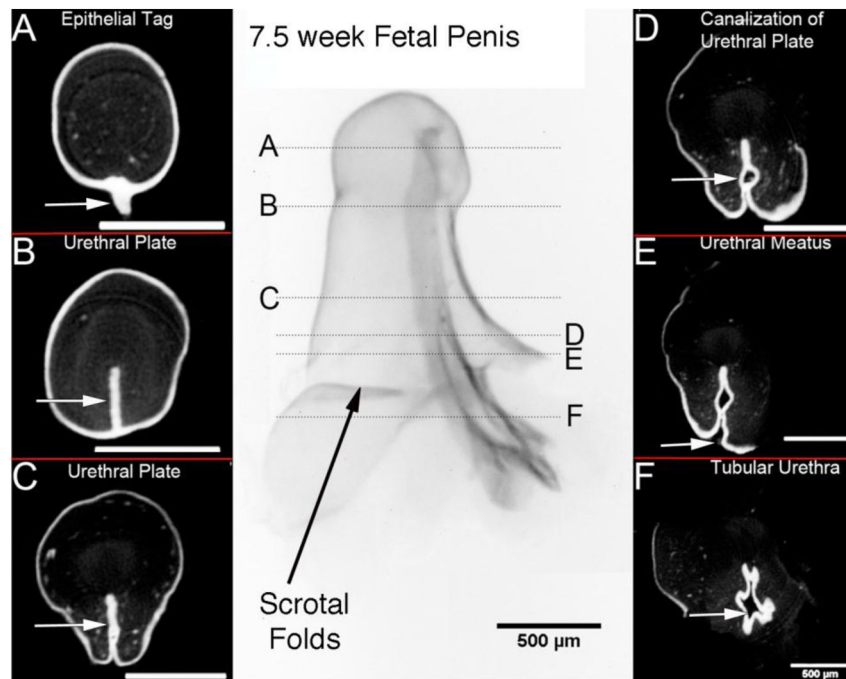 A
Epithelial Tag
B
Urethral Plate
C
Urethral Plate
7.5 week Fetal Penis
A
B
C
D
E
F
Scrotal
Folds
500 µm
D
Canalization of
Urethral Plate
E
Urethral Meatus
F
Tubular Urethra
500 µm